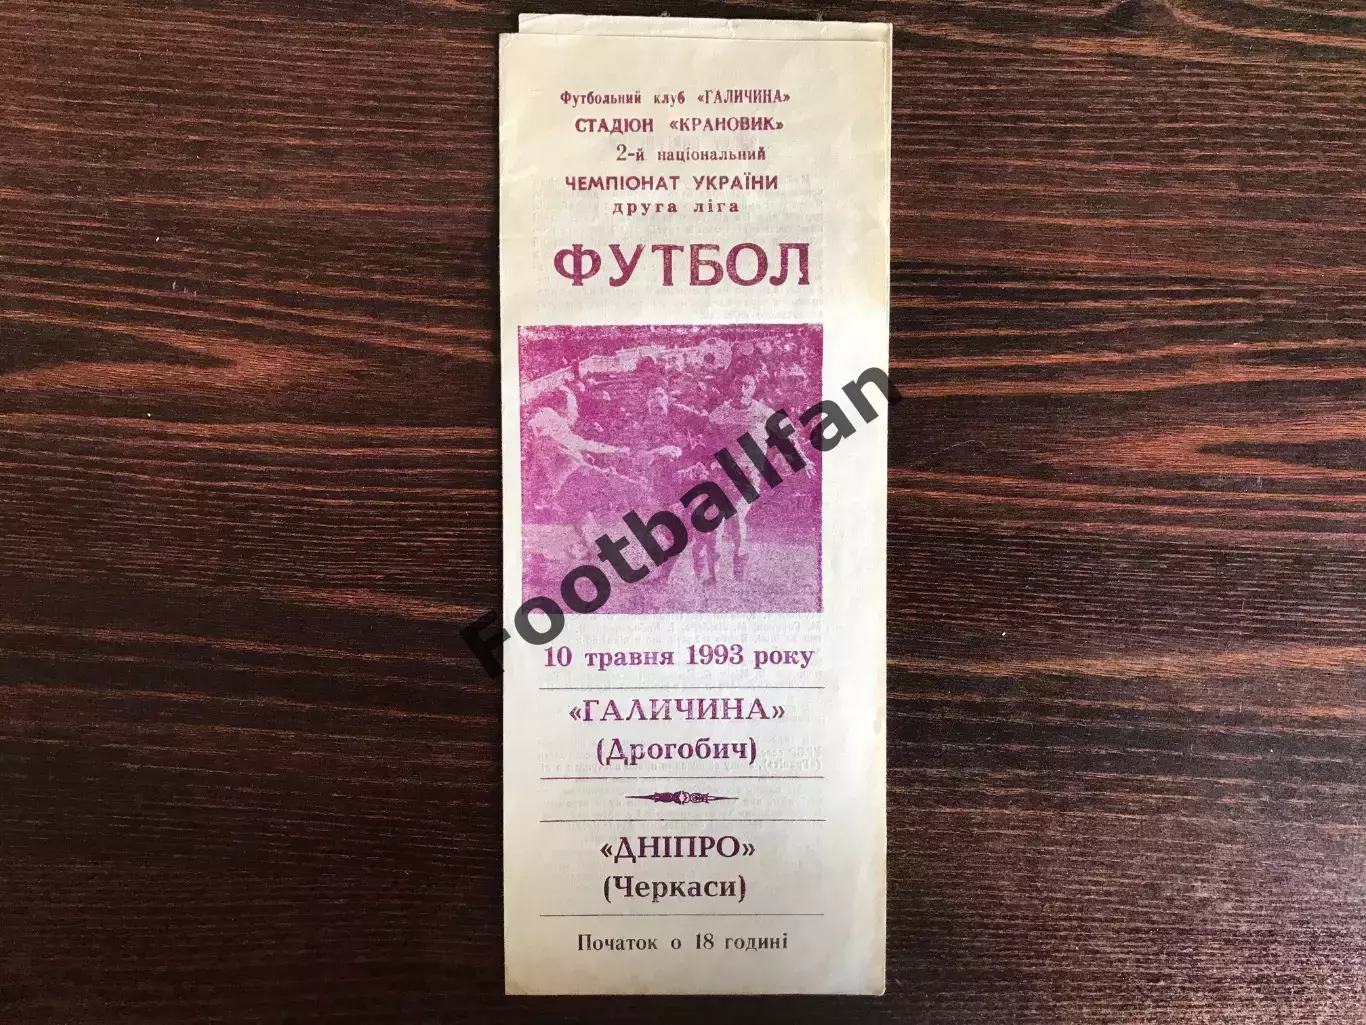 Футбольний клуб «ГАЛИЧИНА»
СТАДІОН «КРАНОВИК»
2-й національний
ЧЕМПІОНАТ УКРАЇНИ
друга ліга
ФУТБОЛ
Footballfan
10 травня 1993 року
«ГАЛИЧИНА»
(Дрогобич)
«ДНІПРО»
(Черкаси)
Початок о 18 годині